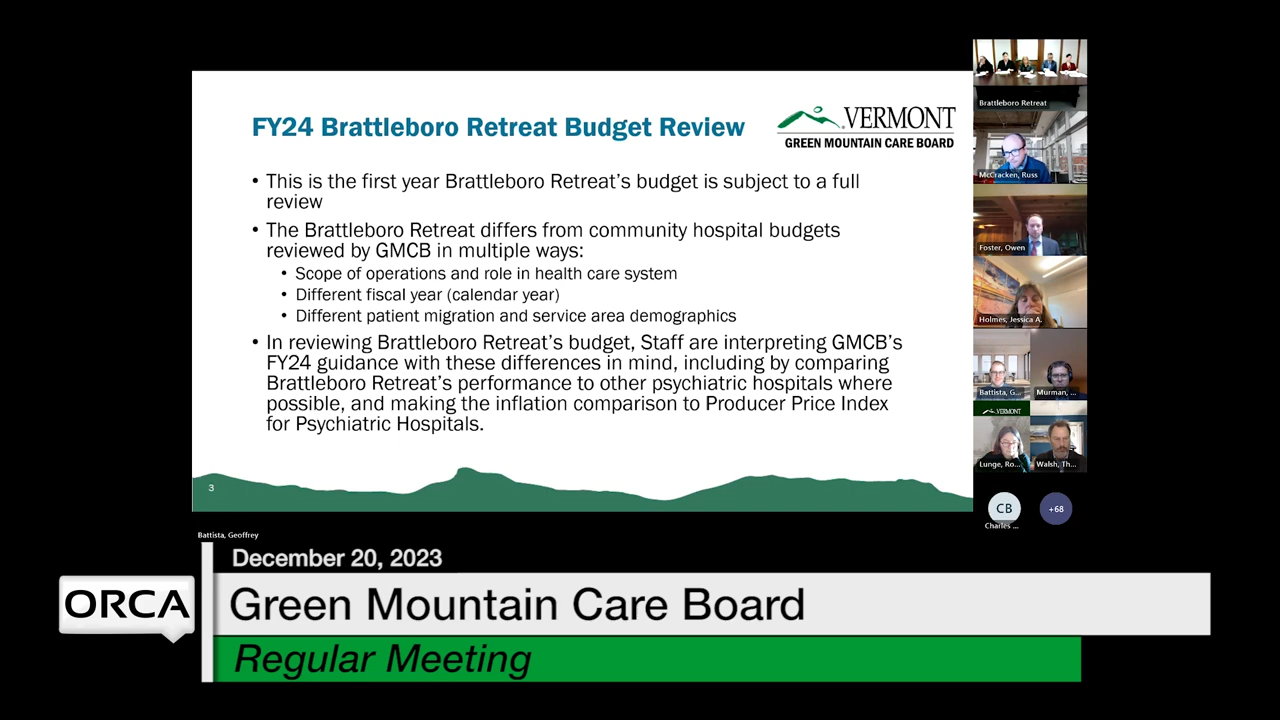 FY24 Brattleboro Retreat Budget Review
VERMONT
GREEN MOUNTAIN CARE BOARD
• This is the first year Brattleboro Retreat's budget is subject to a full
review
• The Brattleboro Retreat differs from community hospital budgets
reviewed by GMCB in multiple ways:
• Scope of operations and role in health care system
• Different fiscal year (calendar year)
• Different patient migration and service area demographics
• In reviewing Brattleboro Retreat's budget, Staff are interpreting GMCB's
FY24 guidance with these differences in mind, including by comparing
Brattleboro Retreat's performance to other psychiatric hospitals where
possible, and making the inflation comparison to Producer Price Index
for Psychiatric Hospitals.
3
Brattleboro Retreat
McCracken, Russ
Foster, Owen
Holmes, Jessica A.
Battista, G...
Murman, ...
VERMONT
Lunge, Ro...
Walsh, Th...
CB
+68
Charles ...
Battista, Geoffrey
December 20, 2023
ORCA
Green Mountain Care Board
Regular Meeting